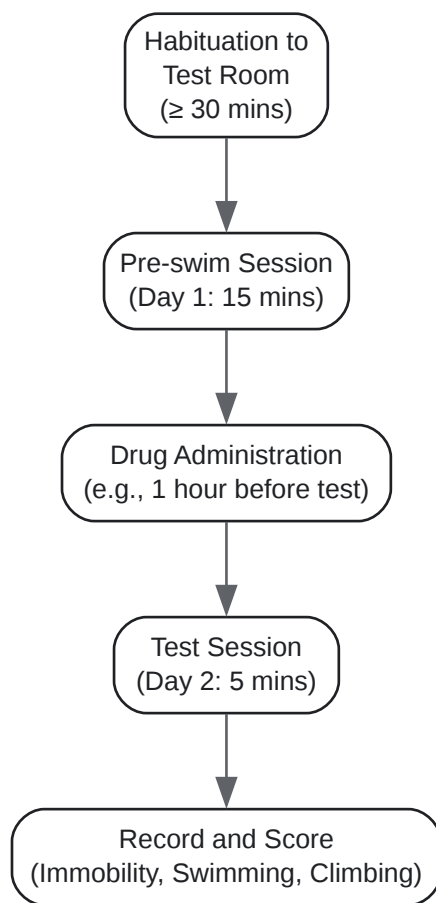 Habituation to
Test Room
(≥ 30 mins)
Pre-swim Session
(Day 1: 15 mins)
Drug Administration
(e.g., 1 hour before test)
Test Session
(Day 2: 5 mins)
Record and Score
(Immobility, Swimming, Climbing)